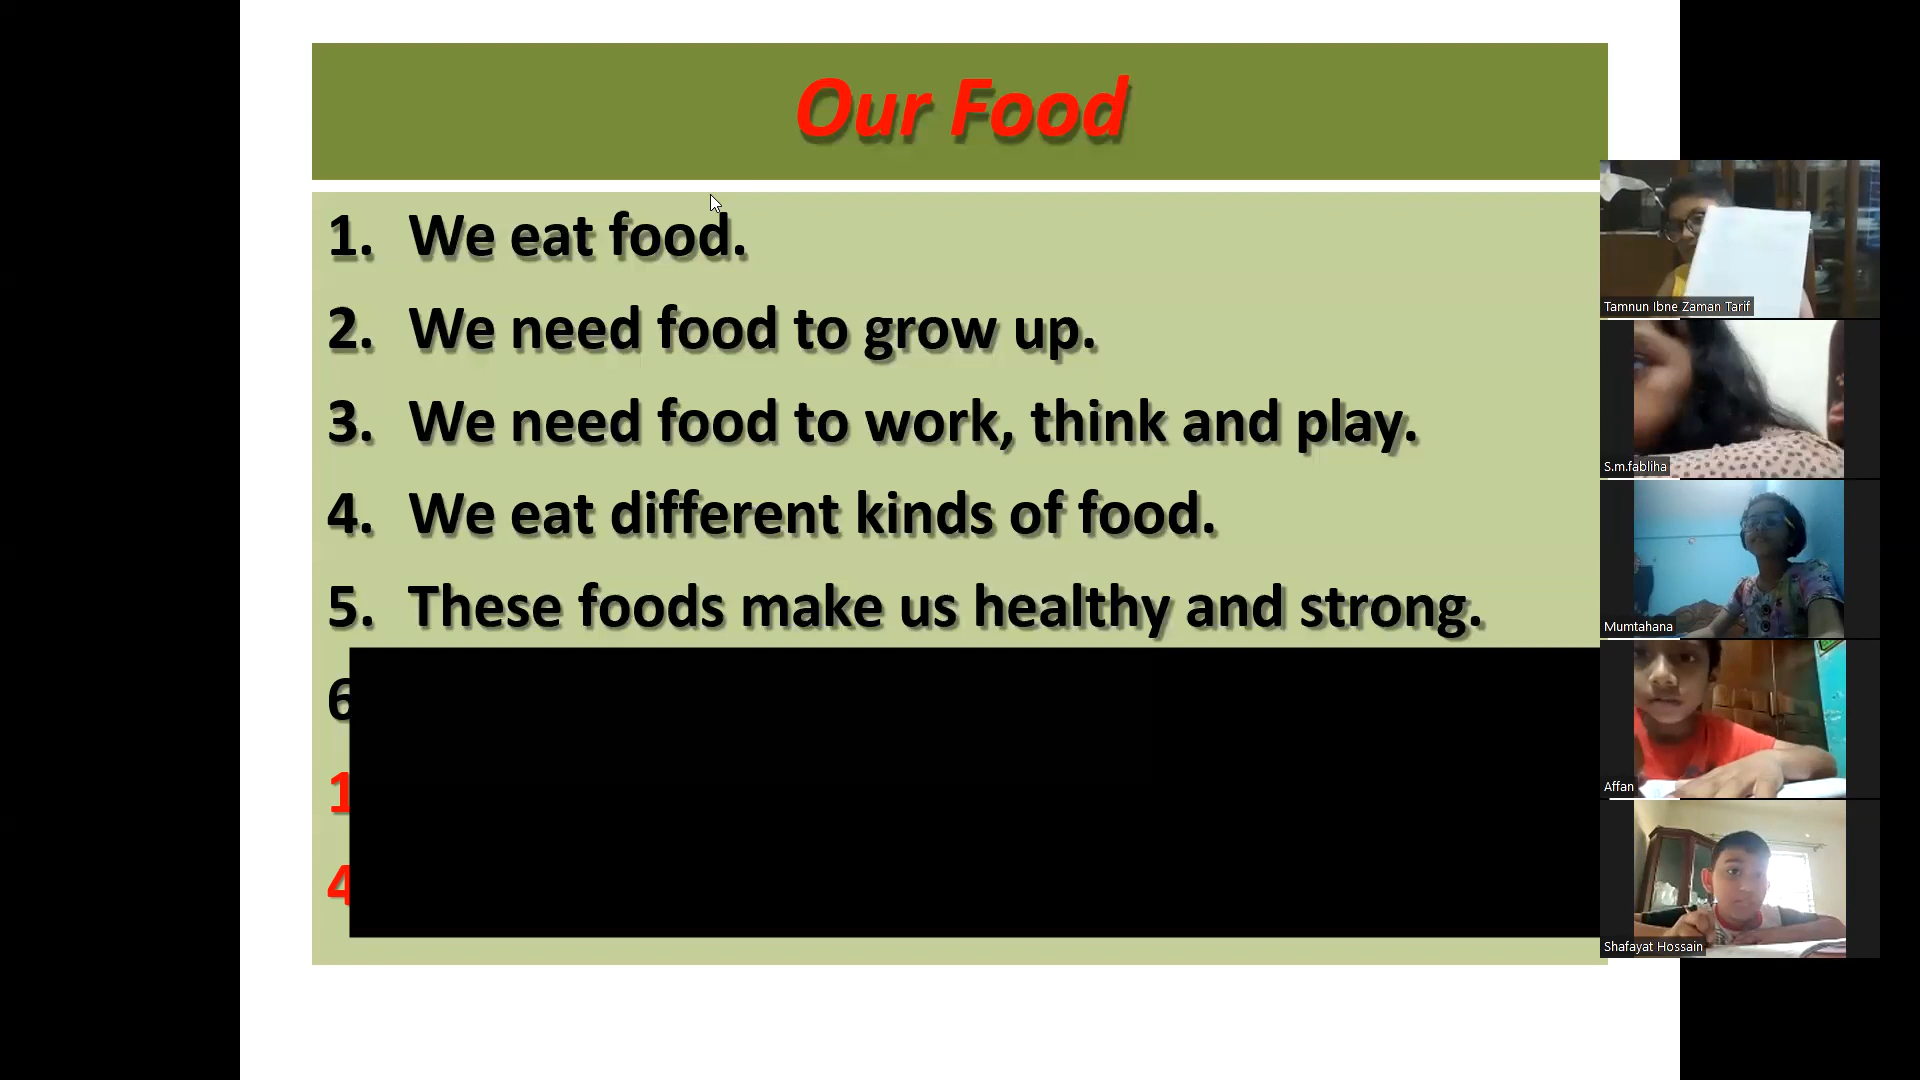 Our Food
1. We eat food.
2. We need food to grow up.
3. We need food to work, think and play.
4. We eat different kinds of food.
5. These foods make us healthy and strong.
6
1
4
Tamnun Ibne Zaman Tarif
S.m.fabliha
Mumtahana
Affan
Shafayat Hossain